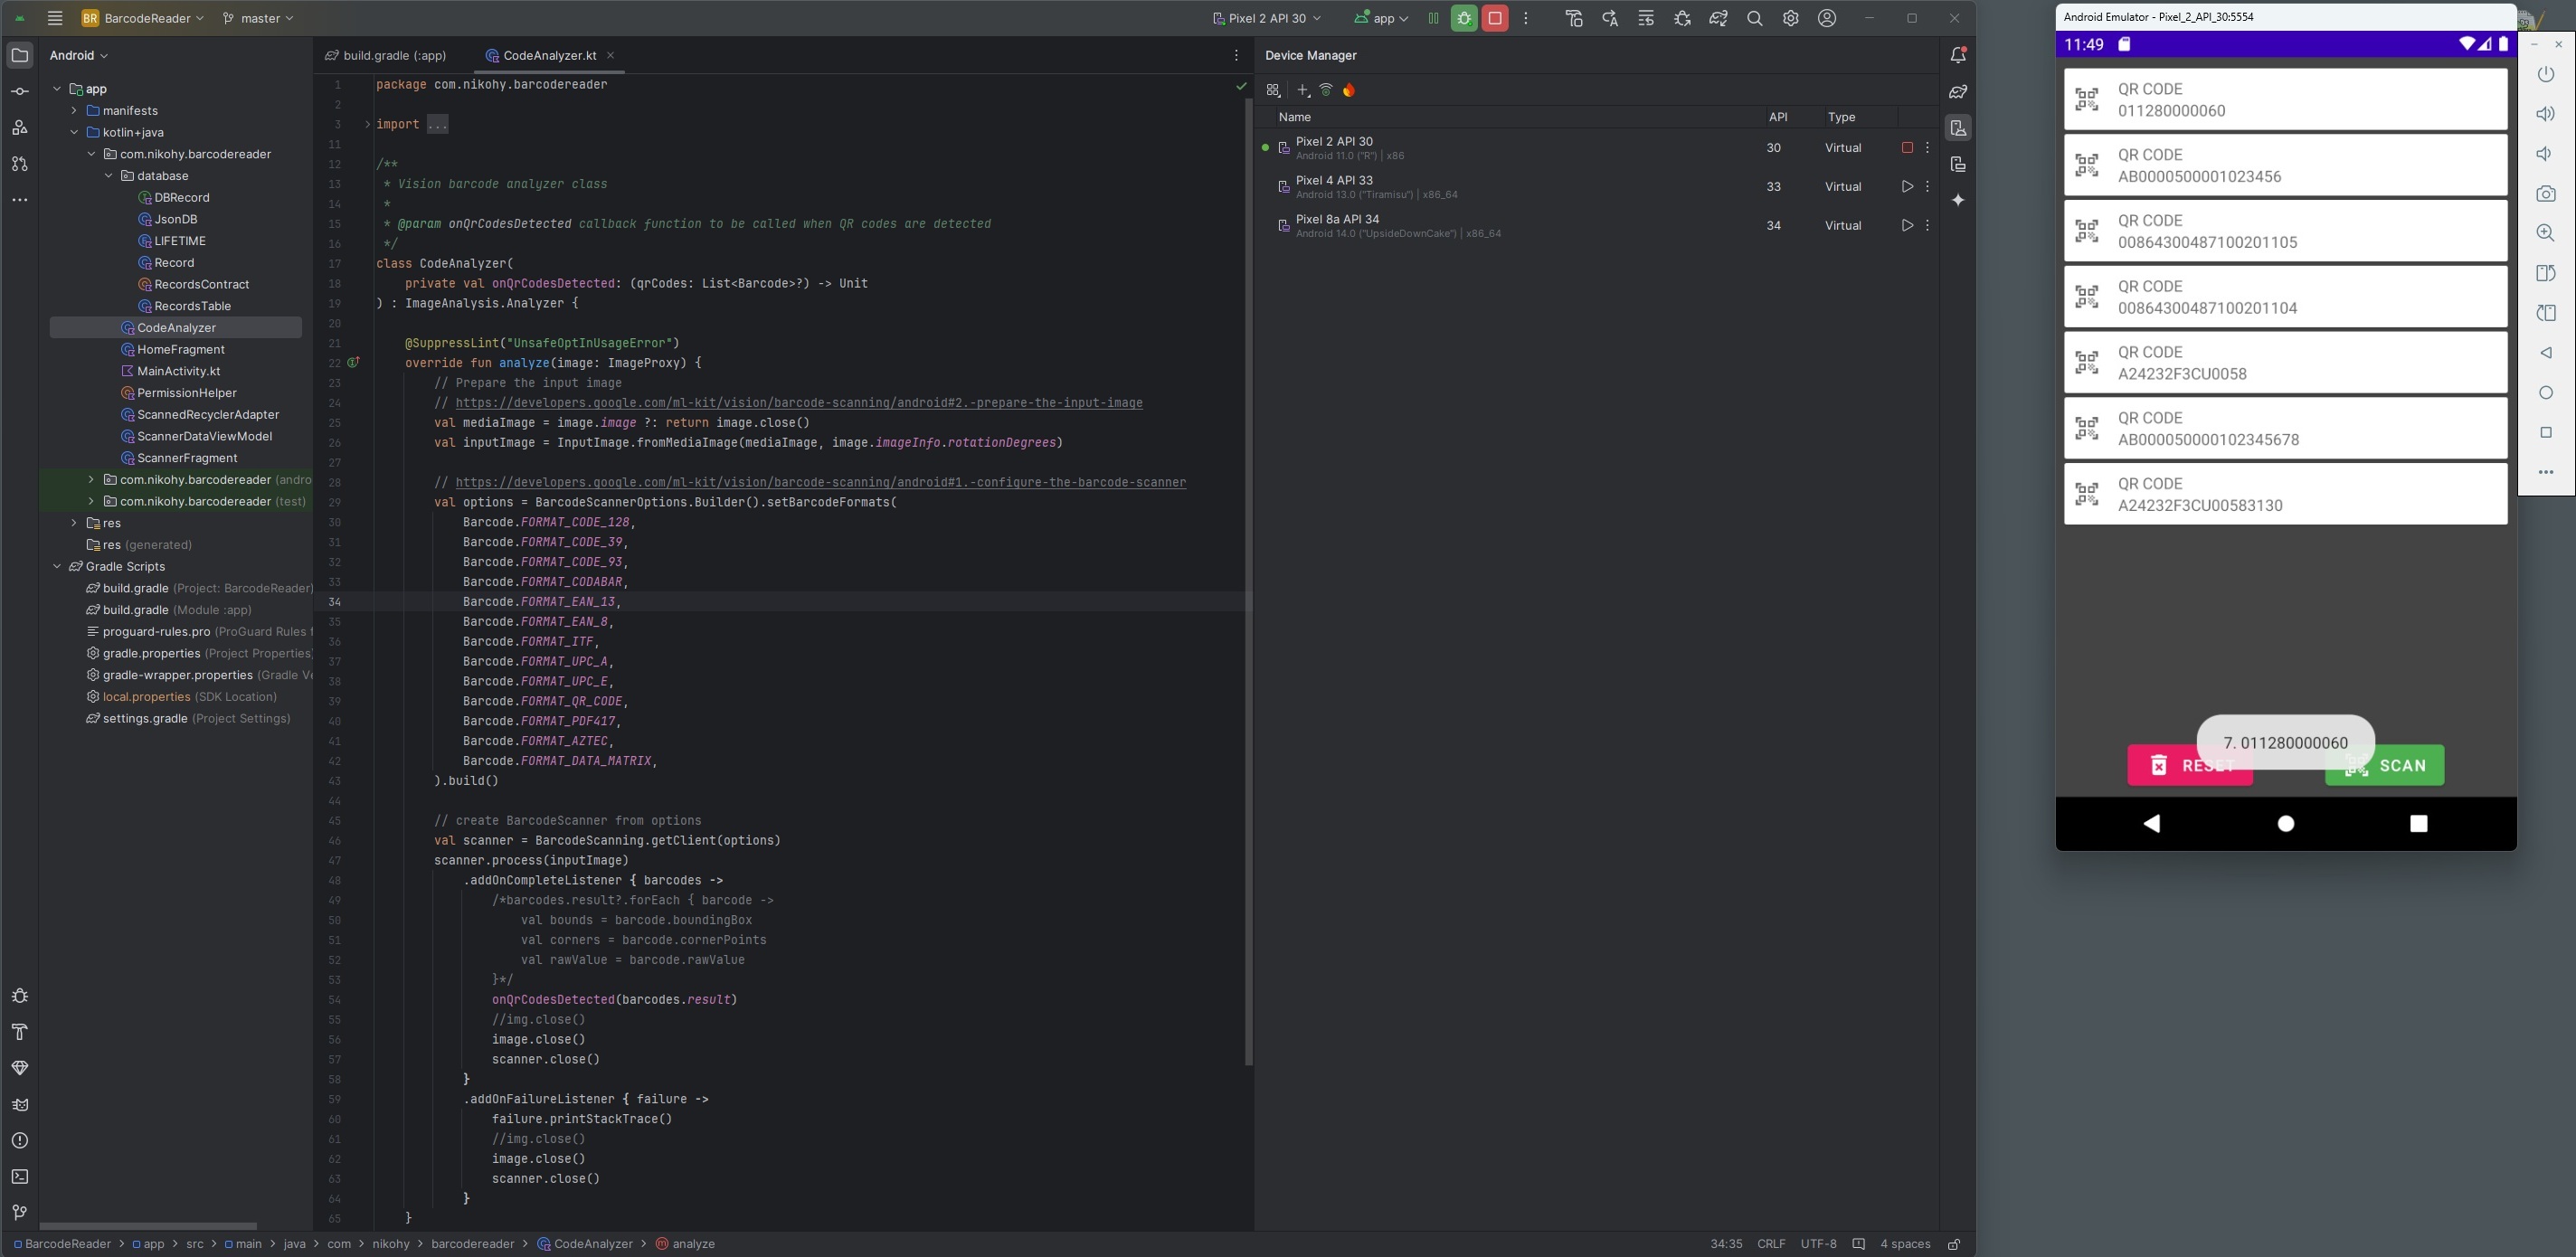 BR BarcodeReader
master
Pixel 2 API 30
app
Android
app
manifests
kotlin+java
com.nikohy.barcodereader
database
DBRecord
JsonDB
LIFETIME
Record
RecordsContract
RecordsTable
CodeAnalyzer
HomeFragment
MainActivity.kt
PermissionHelper
ScannedRecyclerAdapter
ScannerDataViewModel
ScannerFragment
com.nikohy.barcodereader (andro
com.nikohy.barcodereader (test)
res
res (generated)
Gradle Scripts
build.gradle (Project: BarcodeReader)
build.gradle (Module :app)
proguard-rules.pro (ProGuard Rules f
gradle.properties (Project Properties)
gradle-wrapper.properties (Gradle Ve
local.properties (SDK Location)
settings.gradle (Project Settings)
build.gradle (:app)
CodeAnalyzer.kt
1 package com.nikohy.barcodereader
2
3 import ...
11
12 /**
13 * Vision barcode analyzer class
14 *
15 * @param onQrCodesDetected callback function to be called when QR codes are detected
16 */
17 class CodeAnalyzer(
18 private val onQrCodesDetected: (qrCodes: List<Barcode>?) -> Unit
19 ) : ImageAnalysis.Analyzer {
20
21 @SuppressLint("UnsafeOptInUsageError")
22 override fun analyze(image: ImageProxy) {
23 // Prepare the input image
24 // https://developers.google.com/ml-kit/vision/barcode-scanning/android#2.-prepare-the-input-image
25 val mediaImage = image.image ?: return image.close()
26 val inputImage = InputImage.fromMediaImage(mediaImage, image.imageInfo.rotationDegrees)
27
28 // https://developers.google.com/ml-kit/vision/barcode-scanning/android#1.-configure-the-barcode-scanner
29 val options = BarcodeScannerOptions.Builder().setBarcodeFormats(
30 Barcode.FORMAT_CODE_128,
31 Barcode.FORMAT_CODE_39,
32 Barcode.FORMAT_CODE_93,
33 Barcode.FORMAT_CODABAR,
34 Barcode.FORMAT_EAN_13,
35 Barcode.FORMAT_EAN_8,
36 Barcode.FORMAT_ITF,
37 Barcode.FORMAT_UPC_A,
38 Barcode.FORMAT_UPC_E,
39 Barcode.FORMAT_QR_CODE,
40 Barcode.FORMAT_PDF417,
41 Barcode.FORMAT_AZTEC,
42 Barcode.FORMAT_DATA_MATRIX,
43 ).build()
44
45 // create BarcodeScanner from options
46 val scanner = BarcodeScanning.getClient(options)
47 scanner.process(inputImage)
48 .addOnCompleteListener { barcodes ->
49 /*barcodes.result?.forEach { barcode ->
50 val bounds = barcode.boundingBox
51 val corners = barcode.cornerPoints
52 val rawValue = barcode.rawValue
53 }*/
54 onQrCodesDetected(barcodes.result)
55 //img.close()
56 image.close()
57 scanner.close()
58 }
59 .addOnFailureListener { failure ->
60 failure.printStackTrace()
61 //img.close()
62 image.close()
63 scanner.close()
64 }
65 }
Device Manager
Name API Type
Pixel 2 API 30
Android 11.0 ("R") | x86
30 Virtual
Pixel 4 API 33
Android 13.0 ("Tiramisu") | x86_64
33 Virtual
Pixel 8a API 34
Android 14.0 ("UpsideDownCake") | x86_64
34 Virtual
BarcodeReader > app > src > main > java > com > nikohy > barcodereader > CodeAnalyzer > analyze
34:35 CRLF UTF-8 4 spaces
Android Emulator - Pixel_2_API_30:5554
11:49
QR CODE
011280000060
QR CODE
AB0000500001023456
QR CODE
00864300487100201105
QR CODE
00864300487100201104
QR CODE
A24232F3CU0058
QR CODE
AB000050000102345678
QR CODE
A24232F3CU00583130
7. 011280000060
RESET
SCAN